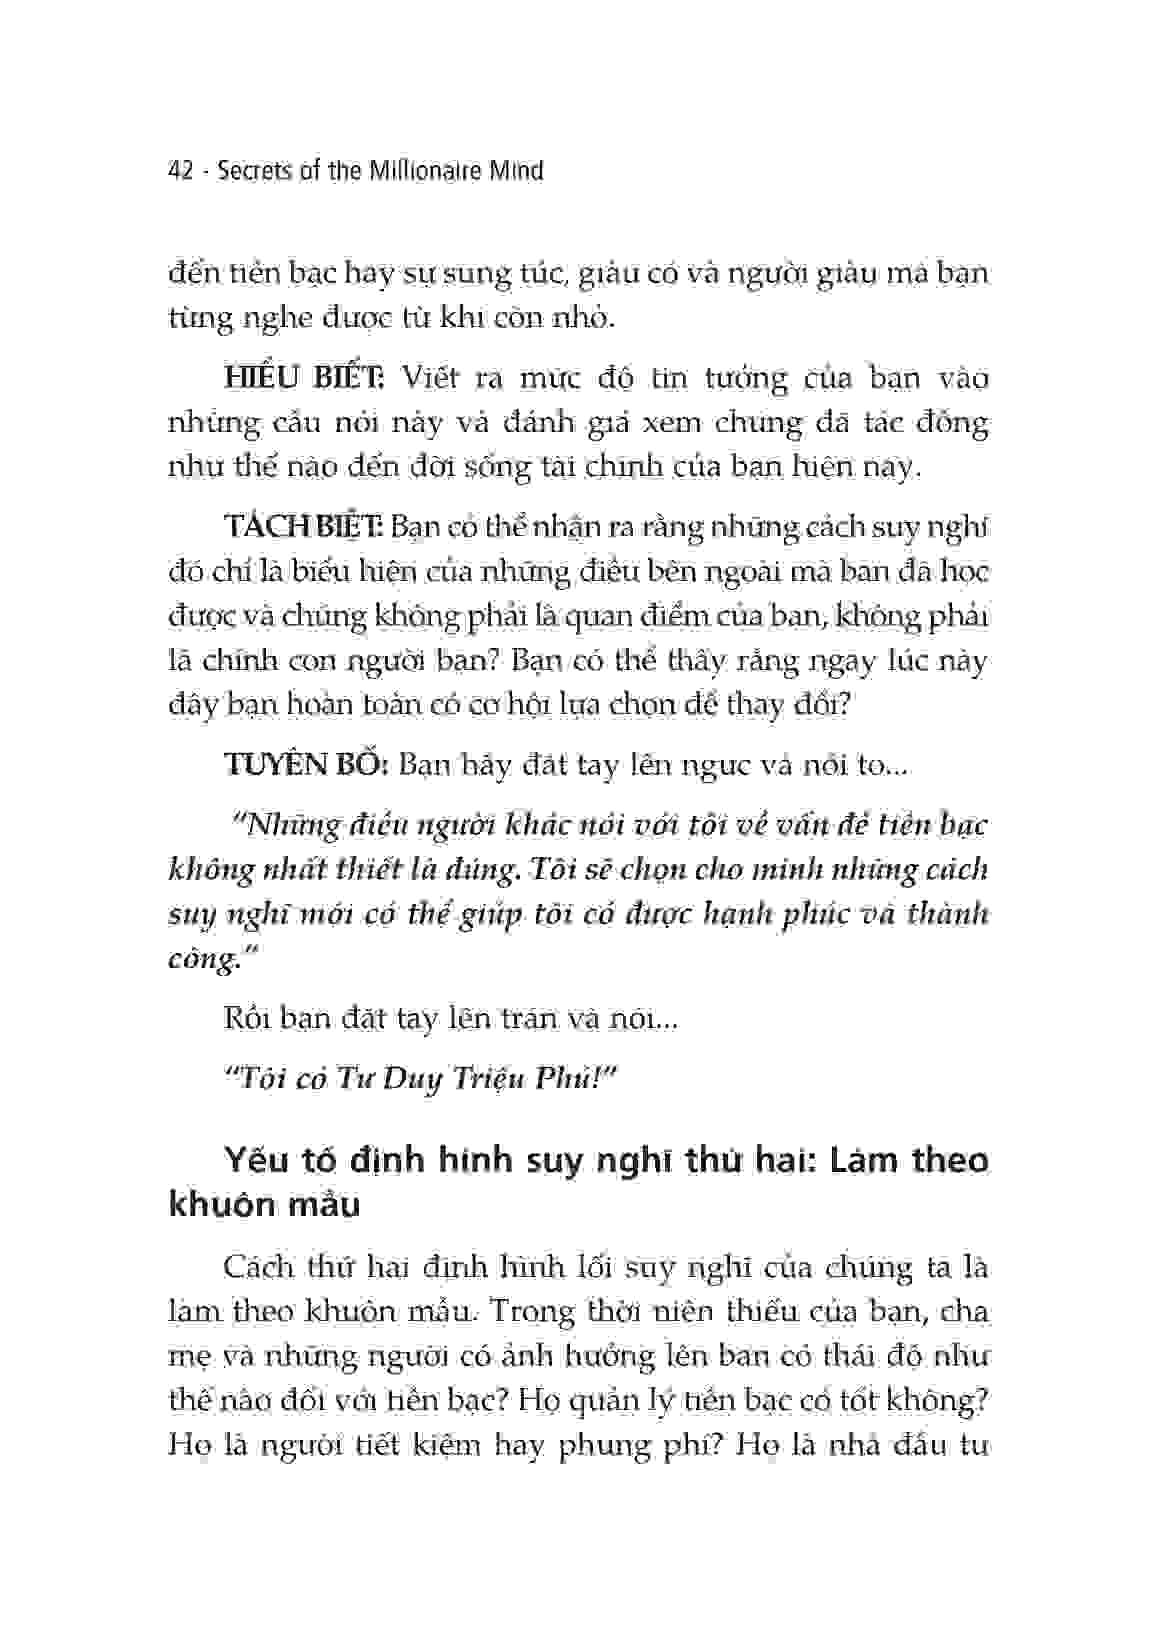 42 - Secrets of the Millionaire Mind
đến tiền bạc hay sự sung túc, giàu có và người giàu mà bạn
từng nghe được từ khi còn nhỏ.
HIỂU BIẾT: Viết ra mức độ tin tưởng của bạn vào
những câu nói này và đánh giá xem chúng đã tác động
như thế nào đến đời sống tài chính của bạn hiện nay.
TÁCH BIỆT: Bạn có thể nhận ra rằng những cách suy nghĩ
đó chỉ là biểu hiện của những điều bên ngoài mà bạn đã học
được và chúng không phải là quan điểm của bạn, không phải
là chính con người bạn? Bạn có thể thấy rằng ngay lúc này
đây bạn hoàn toàn có cơ hội lựa chọn để thay đổi?
TUYÊN BỐ: Bạn hãy đặt tay lên ngực và nói to...
“Những điều người khác nói với tôi về vấn đề tiền bạc
không nhất thiết là đúng. Tôi sẽ chọn cho mình những cách
suy nghĩ mới có thể giúp tôi có được hạnh phúc và thành
công.”
Rồi bạn đặt tay lên trán và nói...
“Tôi có Tư Duy Triệu Phú!”
Yếu tố định hình suy nghĩ thứ hai: Làm theo
khuôn mẫu
Cách thứ hai định hình lối suy nghĩ của chúng ta là
làm theo khuôn mẫu. Trong thời niên thiếu của bạn, cha
mẹ và những người có ảnh hưởng lên bạn có thái độ như
thế nào đối với tiền bạc? Họ quản lý tiền bạc có tốt không?
Họ là người tiết kiệm hay phung phí? Họ là nhà đầu tư